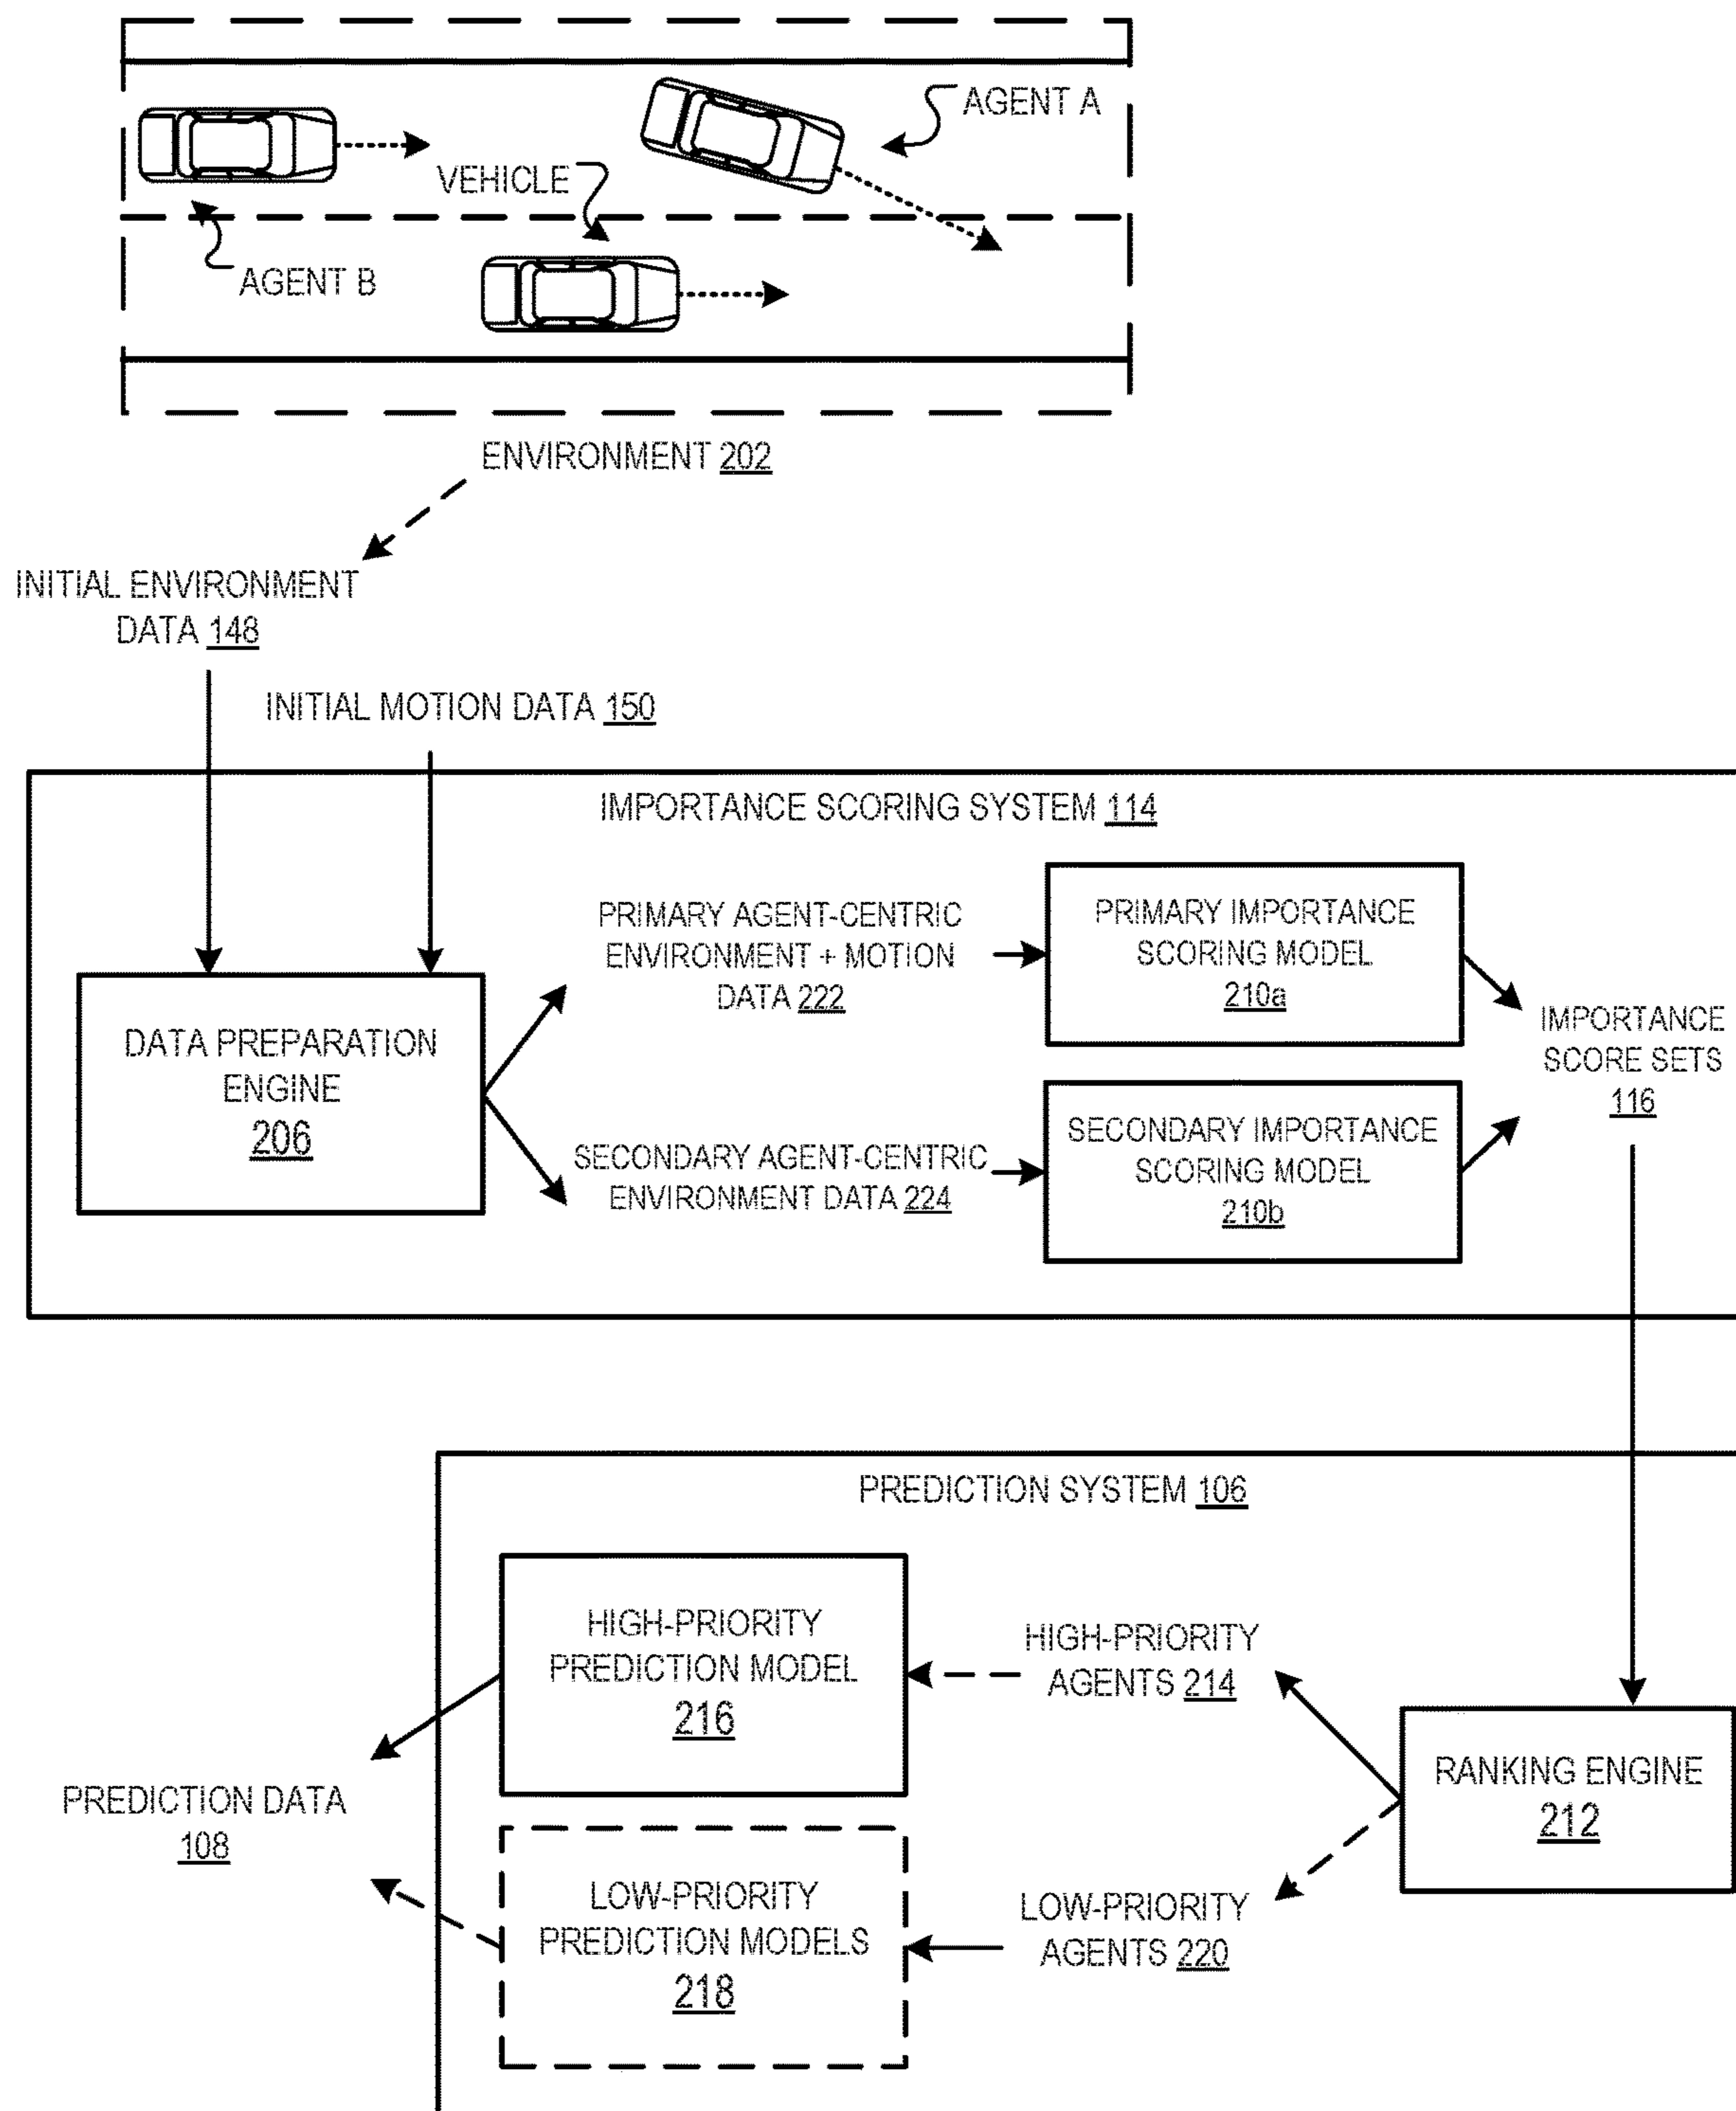 AGENT A
VEHICLE
AGENT B
ENVIRONMENT 202
INITIAL ENVIRONMENT
DATA 148
INITIAL MOTION DATA 150
IMPORTANCE SCORING SYSTEM 114
PRIMARY AGENT-CENTRIC
ENVIRONMENT + MOTION
DATA 222
PRIMARY IMPORTANCE
SCORING MODEL
210a
DATA PREPARATION
ENGINE
206
IMPORTANCE
SCORE SETS
116
SECONDARY AGENT-CENTRIC
ENVIRONMENT DATA 224
SECONDARY IMPORTANCE
SCORING MODEL
210b
PREDICTION SYSTEM 106
HIGH-PRIORITY
PREDICTION MODEL
216
HIGH-PRIORITY
AGENTS 214
RANKING ENGINE
212
PREDICTION DATA
108
LOW-PRIORITY
PREDICTION MODELS
218
LOW-PRIORITY
AGENTS 220